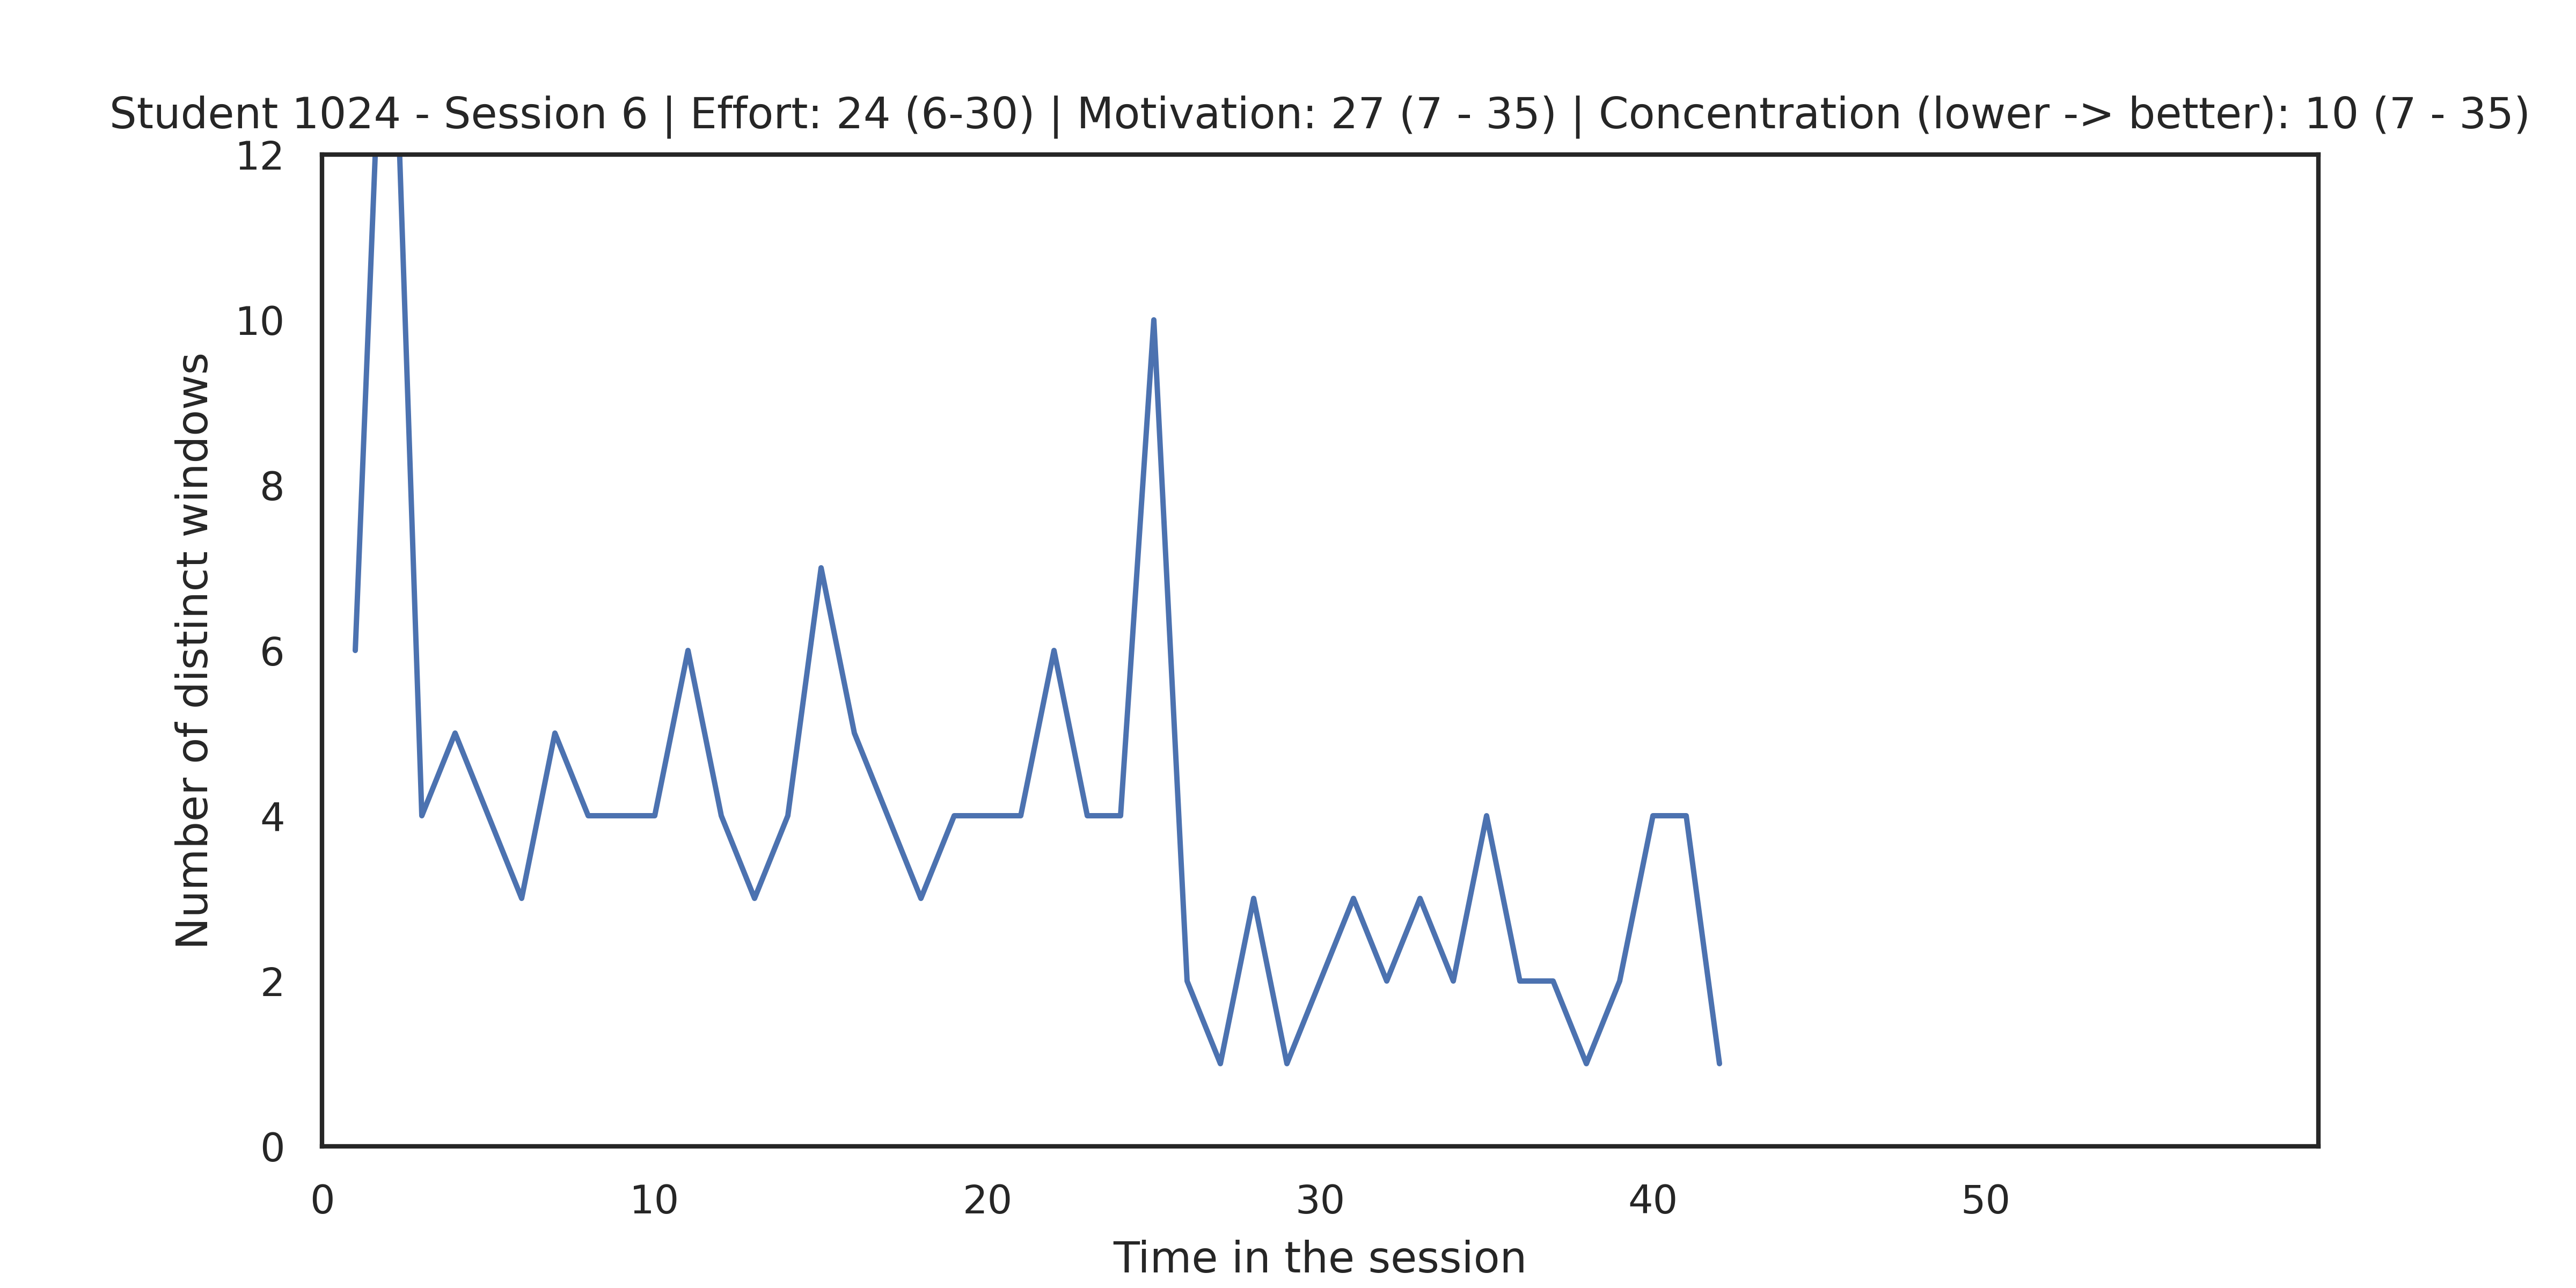 Student 1024 - Session 6 | Effort: 24 (6-30) | Motivation: 27 (7 - 35) | Concentration (lower -> better): 10 (7 - 35)
12
10
8
6
4
2
0
Number of distinct windows
0 10 20 30 40 50
Time in the session